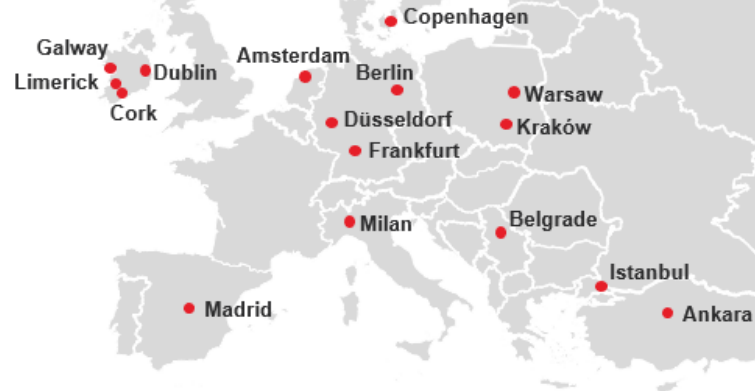 Copenhagen
Galway
Amsterdam
Limerick
Dublin
Berlin
Warsaw
Cork
Düsseldorf
Kraków
Frankfurt
Milan
Belgrade
Istanbul
Madrid
Ankara